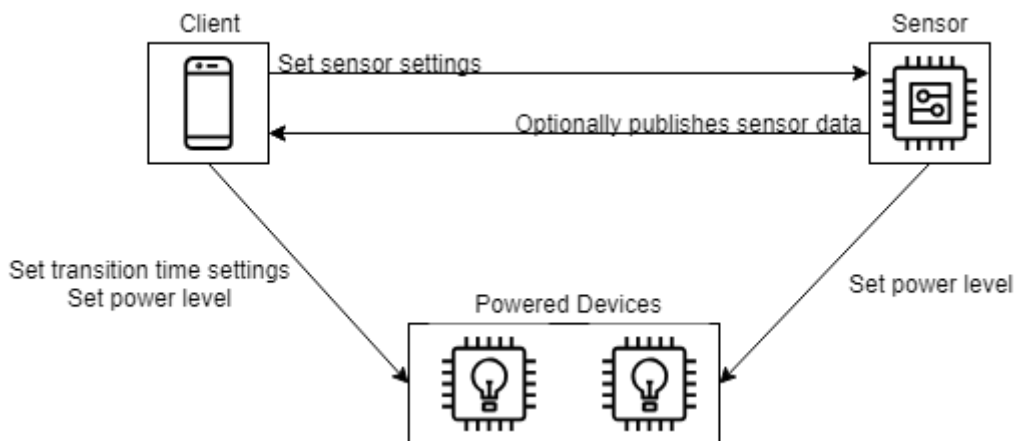 Client
Sensor
Set sensor settings
Optionally publishes sensor data
Set transition time settings
Set power level
Set power level
Powered Devices